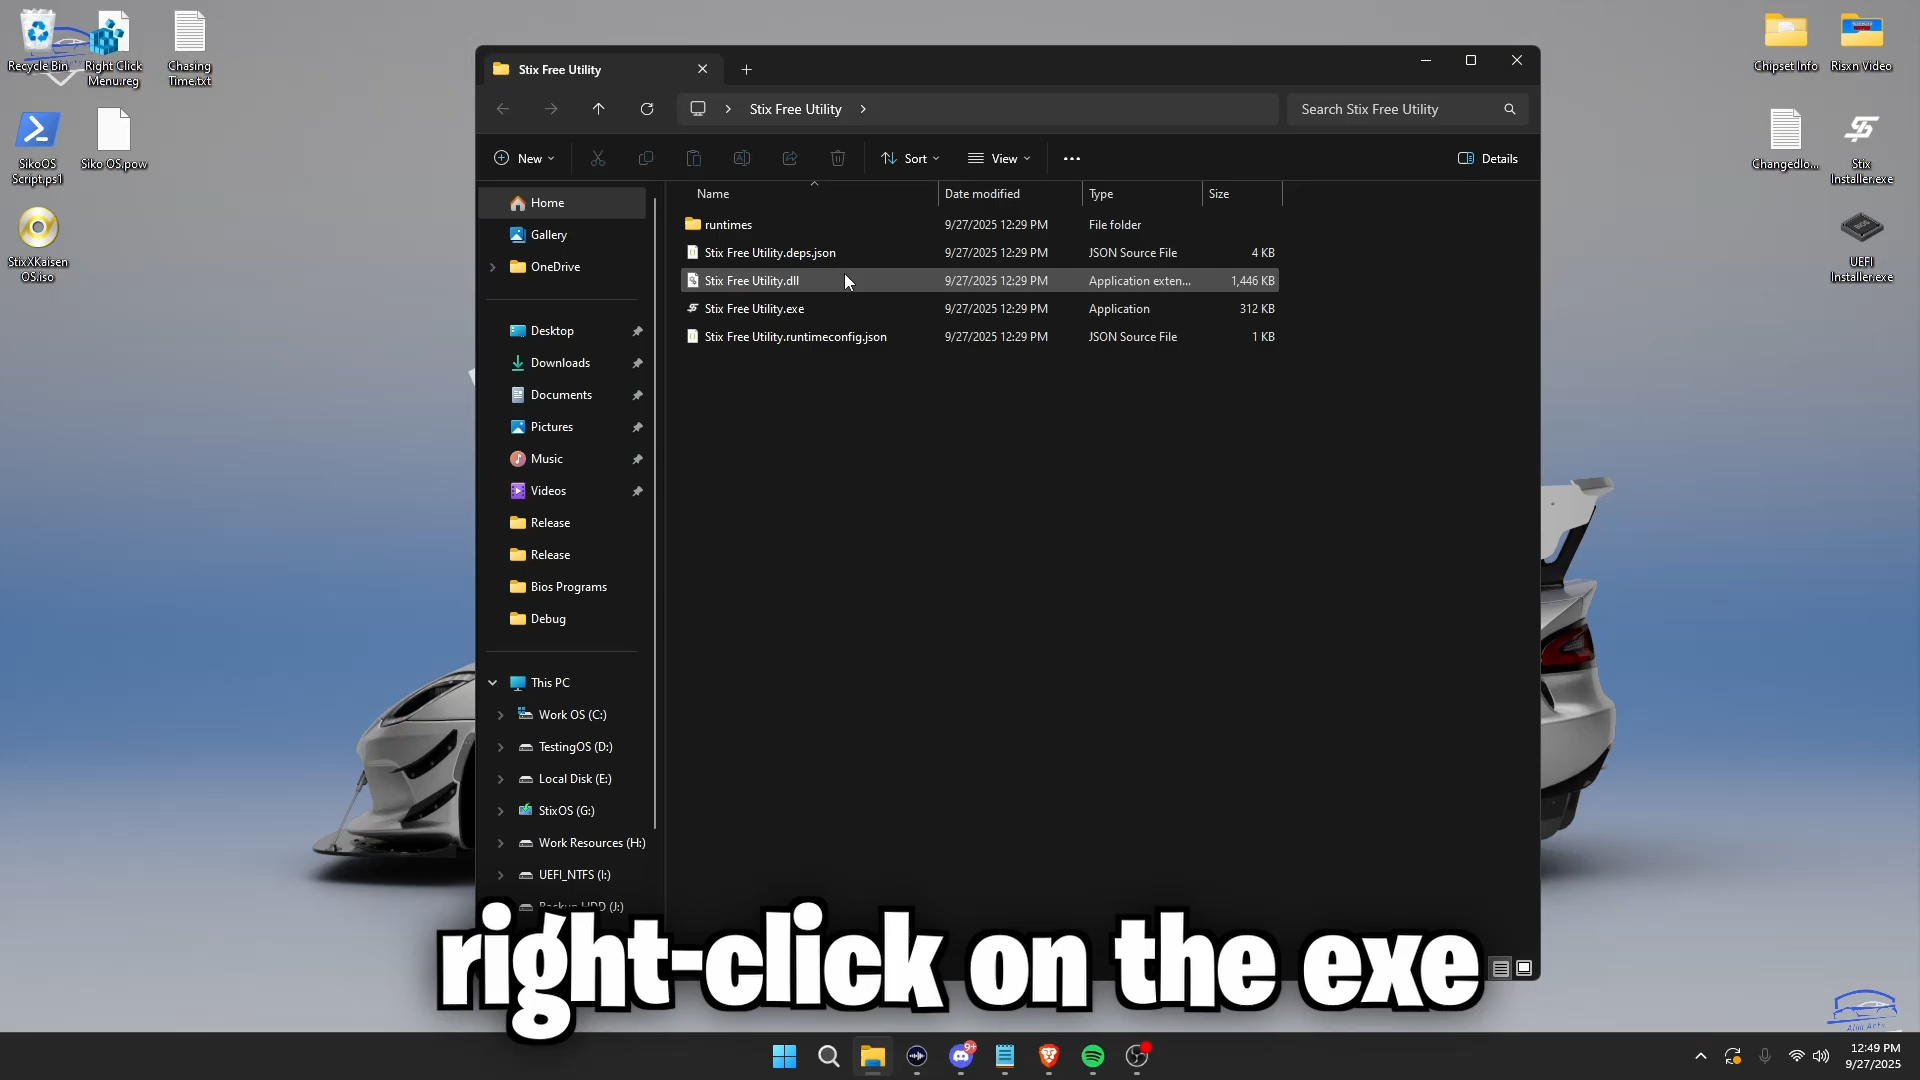 Recycle Bin
Right Click
Menu.reg
Chasing
Time.txt
SikoOS
Script.ps1
Siko OS.pow
StixXKaisen
OS.iso
Stix Free Utility
Stix Free Utility
Search Stix Free Utility
New
Sort
View
Details
Name
Date modified
Type
Size
runtimes
9/27/2025 12:29 PM
File folder
Stix Free Utility.deps.json
9/27/2025 12:29 PM
JSON Source File
4 KB
Stix Free Utility.dll
9/27/2025 12:29 PM
Application exten...
1,446 KB
Stix Free Utility.exe
9/27/2025 12:29 PM
Application
312 KB
Stix Free Utility.runtimeconfig.json
9/27/2025 12:29 PM
JSON Source File
1 KB
Home
Gallery
OneDrive
Desktop
Downloads
Documents
Pictures
Music
Videos
Release
Release
Bios Programs
Debug
This PC
Work OS (C:)
TestingOS (D:)
Local Disk (E:)
StixOS (G:)
Work Resources (H:)
UEFI_NTFS (I:)
Backup HDD (J:)
right-click on the exe
Chipset Info
Risxn Video
Changedlo...
Stix
Installer.exe
UEFI
Installer.exe
9+
12:49 PM
9/27/2025